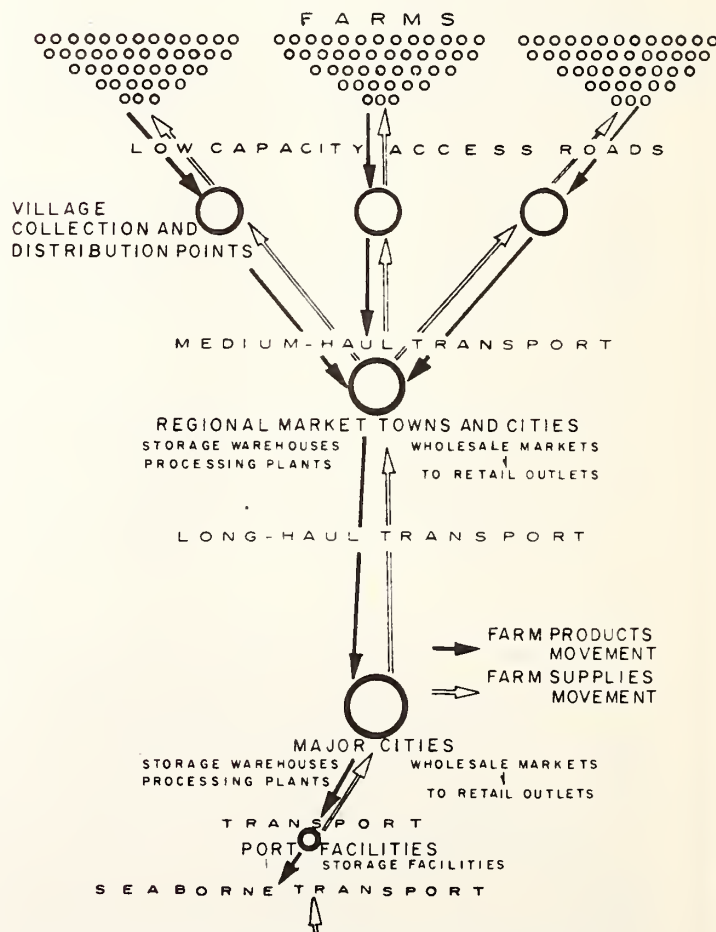 FARMS
LOW CAPACITY ACCESS ROADS
VILLAGE
COLLECTION AND
DISTRIBUTION POINTS
MEDIUM-HAUL TRANSPORT
REGIONAL MARKET TOWNS AND CITIES
STORAGE WAREHOUSES
PROCESSING PLANTS
WHOLESALE MARKETS
TO RETAIL OUTLETS
LONG-HAUL TRANSPORT
FARM PRODUCTS
MOVEMENT
FARM SUPPLIES
MOVEMENT
MAJOR CITIES
STORAGE WAREHOUSES
PROCESSING PLANTS
WHOLESALE MARKETS
TO RETAIL OUTLETS
TRANSPORT
PORT FACILITIES
STORAGE FACILITIES
SEABORNE TRANSPORT